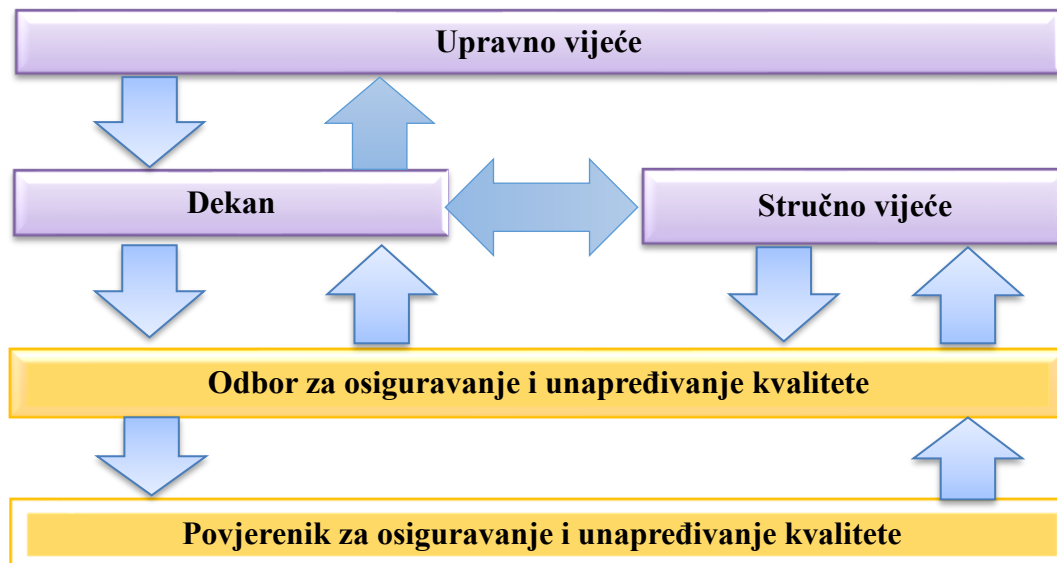 Upravno vijeće
Dekan
Stručno vijeće
Odbor za osiguravanje i unapređivanje kvalitete
Povjerenik za osiguravanje i unapređivanje kvalitete